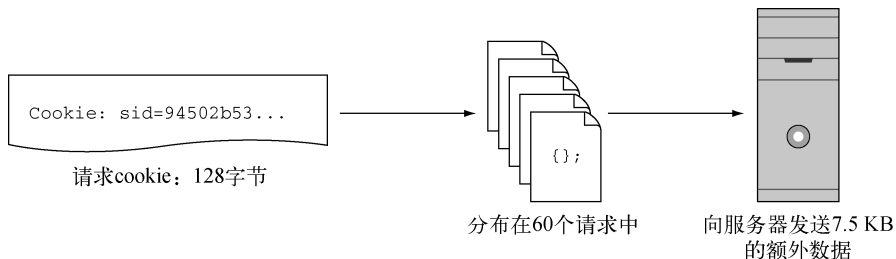 Cookie: sid=94502b53...
请求cookie：128字节
{};
分布在60个请求中
向服务器发送7.5 KB
的额外数据